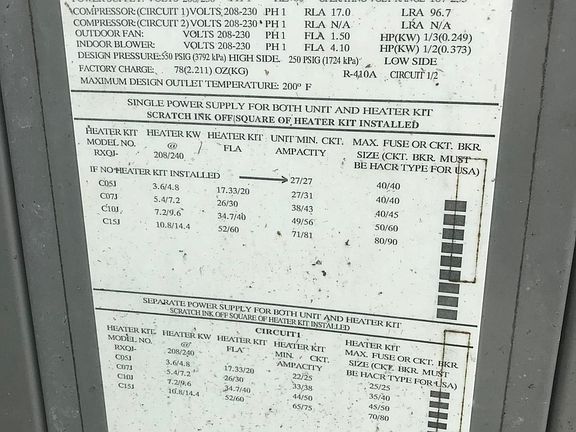 COMPRESSOR:(CIRCUIT 1) VOLTS 208-230 PH 1 RLA 17.0 LRA 96.7
COMPRESSOR:(CIRCUIT 2) VOLTS 208-230 PH 1 RLA N/A LRA N/A
OUTDOOR FAN: VOLTS 208-230 PH 1 FLA 1.50 HP(KW) 1/3(0.249)
INDOOR BLOWER: VOLTS 208-230 PH 1 FLA 4.10 HP(KW) 1/2(0.373)
DESIGN PRESSURE:550 PSIG (3792 kPa) HIGH SIDE. 250 PSIG (1724 kPa) LOW SIDE
FACTORY CHARGE: 78(2.211) OZ(KG) R-410A CIRCUIT 1/2
MAXIMUM DESIGN OUTLET TEMPERATURE: 200° F
SINGLE POWER SUPPLY FOR BOTH UNIT AND HEATER KIT
SCRATCH INK OFF SQUARE OF HEATER KIT INSTALLED
HEATER KIT HEATER KW HEATER KIT UNIT MIN. CKT. MAX. FUSE OR CKT. BKR
MODEL NO. @ FLA AMPACITY SIZE (CKT. BKR. MUST
RXQJ- 208/240 BE HACR TYPE FOR USA)
IF NO HEATER KIT INSTALLED 27/27 40/40
C05J 3.6/4.8 17.33/20 27/31 40/40
C07J 5.4/7.2 26/30 38/43 40/45
C10J 7.2/9.6 34.7/40 49/56 50/60
C15J 10.8/14.4 52/60 71/81 80/90
SEPARATE POWER SUPPLY FOR BOTH UNIT AND HEATER KIT
SCRATCH INK OFF SQUARE OF HEATER KIT INSTALLED
CIRCUIT1
HEATER KIT HEATER KW HEATER KIT HEATER KIT HEATER KIT
MODEL NO. @ FLA MIN. CKT. MAX. FUSE OR CKT. BKR
RXQJ- 208/240 AMPACITY SIZE (CKT. BKR. MUST
BE HACR TYPE FOR USA)
C05J 3.6/4.8 17.33/20 22/25 25/25
C07J 5.4/7.2 26/30 33/38 35/40
C10J 7.2/9.6 34.7/40 44/50 45/50
C15J 10.8/14.4 52/60 65/75 70/80